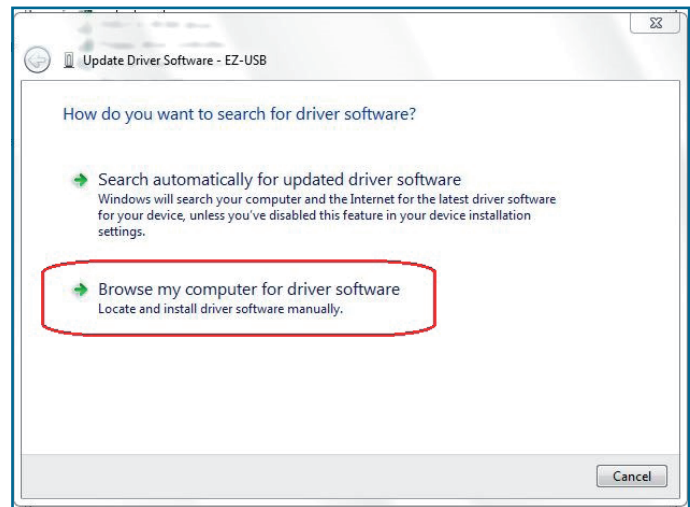 Update Driver Software - EZ-USB
How do you want to search for driver software?
Search automatically for updated driver software
Windows will search your computer and the Internet for the latest driver software
for your device, unless you've disabled this feature in your device installation
settings.
Browse my computer for driver software
Locate and install driver software manually.
Cancel